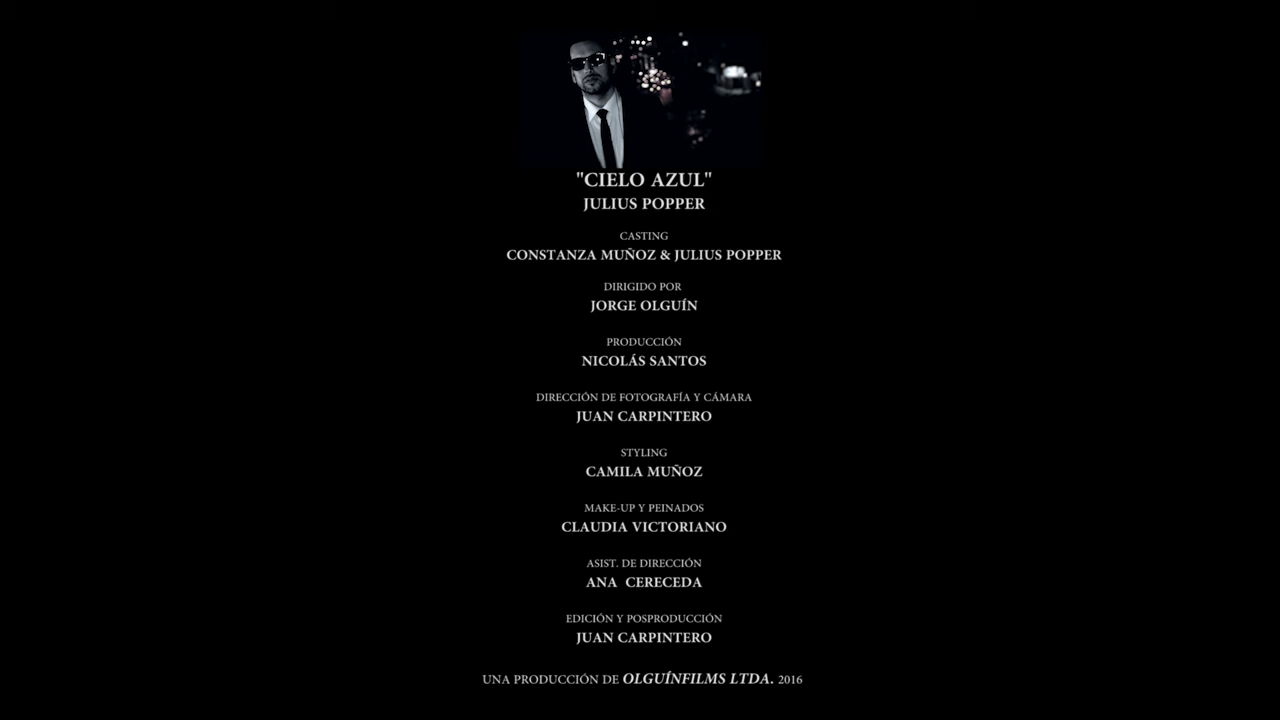 "CIELO AZUL"
JULIUS POPPER
CASTING
CONSTANZA MUÑOZ & JULIUS POPPER
DIRIGIDO POR
JORGE OLGUÍN
PRODUCCIÓN
NICOLÁS SANTOS
DIRECCIÓN DE FOTOGRAFÍA Y CÁMARA
JUAN CARPINTERO
STYLING
CAMILA MUÑOZ
MAKE-UP Y PEINADOS
CLAUDIA VICTORIANO
ASIST. DE DIRECCIÓN
ANA  CERECEDA
EDICIÓN Y POSPRODUCCIÓN
JUAN CARPINTERO
UNA PRODUCCIÓN DE OLGUÍNFILMS LTDA. 2016